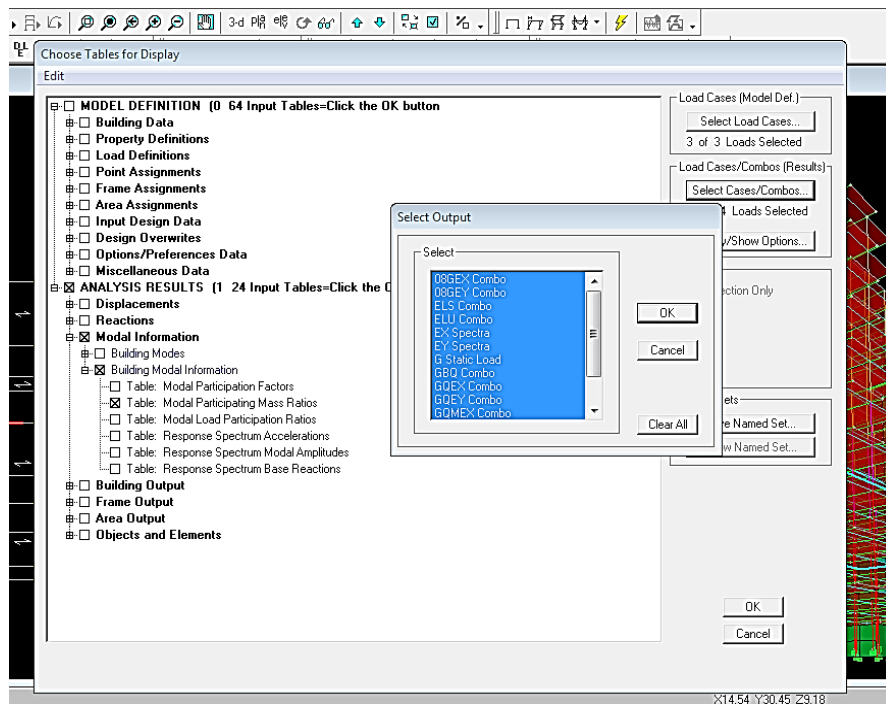 3-d
D.L
E
Choose Tables for Display
Edit
MODEL DEFINITION (0 64 Input Tables=Click the OK button
Building Data
Property Definitions
Load Definitions
Point Assignments
Frame Assignments
Area Assignments
Input Design Data
Design Overwrites
Options/Preferences Data
Miscellaneous Data
ANALYSIS RESULTS (1 24 Input Tables=Click the
Displacements
Reactions
Modal Information
Building Modes
Building Modal Information
Table: Modal Participation Factors
Table: Modal Participating Mass Ratios
Table: Modal Load Participation Ratios
Table: Response Spectrum Accelerations
Table: Response Spectrum Modal Amplitudes
Table: Response Spectrum Base Reactions
Building Output
Frame Output
Area Output
Objects and Elements
Load Cases (Model Def.)
Select Load Cases...
3 of 3 Loads Selected
Load Cases/Combos (Results)
Select Cases/Combos...
Loads Selected
/Show Options...
ection Only
ets
Named Set...
Named Set...
OK
Cancel
Select Output
Select
08GEX Combo
08GEY Combo
ELS Combo
ELU Combo
EX Spectra
EY Spectra
G Static Load
GBQ Combo
GQEX Combo
GQEY Combo
GQMEX Combo
OK
Cancel
Clear All
X14.54 Y30.45 Z9.18